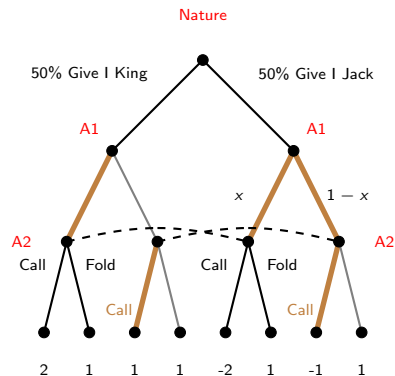 Nature
50% Give I King
50% Give I Jack
A1
A1
x
1 − x
A2
A2
Call
Fold
Call
Fold
Call
Call
2
1
1
1
-2
1
-1
1